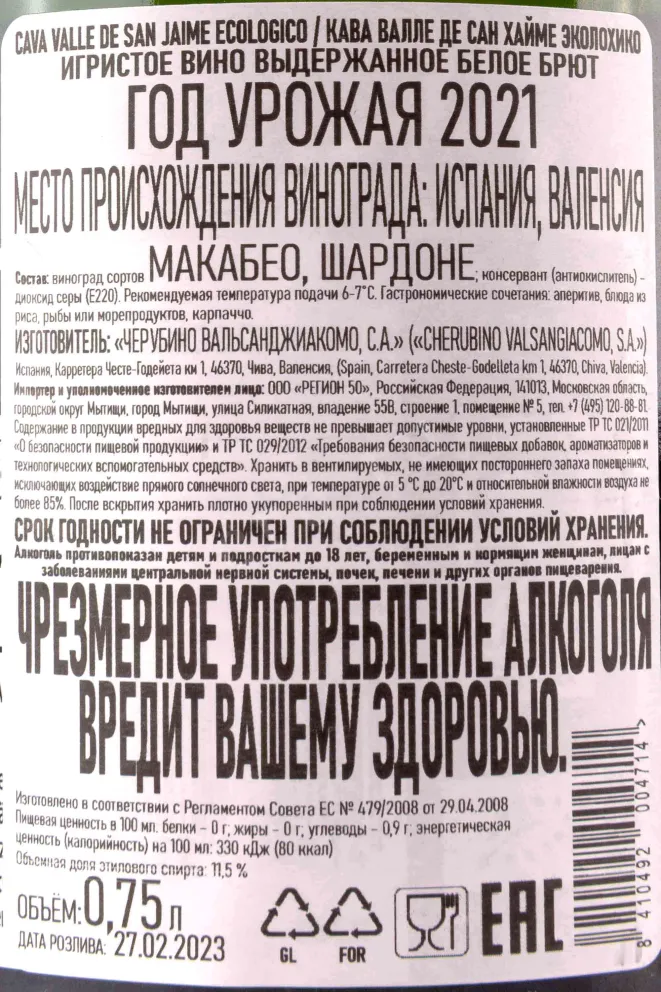 CAVA VALLE DE SAN JAIME ECOLOGICO / КАВА ВАЛЛЕ ДЕ САН ХАЙМЕ ЭКОЛОХИКО
ИГРИСТОЕ ВИНО ВЫДЕРЖАННОЕ БЕЛОЕ БРЮТ
ГОД УРОЖАЯ 2021
МЕСТО ПРОИСХОЖДЕНИЯ ВИНОГРАДА: ИСПАНИЯ, ВАЛЕНСИЯ
Состав: виноград сортов МАКАБЕО, ШАРДОНЕ; консервант (антиокислитель) -
диоксид серы (Е220). Рекомендуемая температура подачи 6-7°С. Гастрономические сочетания: аперитив, блюда из
риса, рыбы или морепродуктов, карпаччо.
ИЗГОТОВИТЕЛЬ: «ЧЕРУБИНО ВАЛЬСАНДЖИАКОМО, С.А.» («CHERUBINO VALSANGIACOMO, S.A.»)
Испания, Карретера Честе-Годейета км 1, 46370, Чива, Валенсия, (Spain, Carretera Cheste-Godelleta km 1, 46370, Chiva, Valencia).
Импортер и уполномоченное изготовителем лицо: ООО «РЕГИОН 50», Российская Федерация, 141013, Московская область,
городской округ Мытищи, город Мытищи, улица Силикатная, владение 55В, строение 1, помещение № 5, тел. +7 (495) 120-88-81.
Содержание в продукции вредных для здоровья веществ не превышает допустимые уровни, установленные ТР ТС 021/2011
«О безопасности пищевой продукции» и ТР ТС 029/2012 «Требования безопасности пищевых добавок, ароматизаторов и
технологических вспомогательных средств». Хранить в вентилируемых, не имеющих постороннего запаха помещениях,
исключающих воздействие прямого солнечного света, при температуре от 5 °С до 20°С и относительной влажности воздуха не
более 85%. После вскрытия хранить плотно укупоренным при соблюдении условий хранения.
СРОК ГОДНОСТИ НЕ ОГРАНИЧЕН ПРИ СОБЛЮДЕНИИ УСЛОВИЙ ХРАНЕНИЯ.
Алкоголь противопоказан детям и подросткам до 18 лет, беременным и кормящим женщинам, лицам с
заболеваниями центральной нервной системы, почек, печени и других органов пищеварения.
ЧРЕЗМЕРНОЕ УПОТРЕБЛЕНИЕ АЛКОГОЛЯ
ВРЕДИТ ВАШЕМУ ЗДОРОВЬЮ.
Изготовлено в соответствии с Регламентом Совета ЕС № 479/2008 от 29.04.2008
Пищевая ценность в 100 мл: белки - 0 г; жиры - 0 г; углеводы - 0,9 г; энергетическая
ценность (калорийность) на 100 мл: 330 кДж (80 ккал)
Объемная доля этилового спирта: 11,5 %
ОБЪЁМ: 0,75 л
ДАТА РОЗЛИВА: 27.02.2023
GL
FOR
EAC
8 410492 004714 >